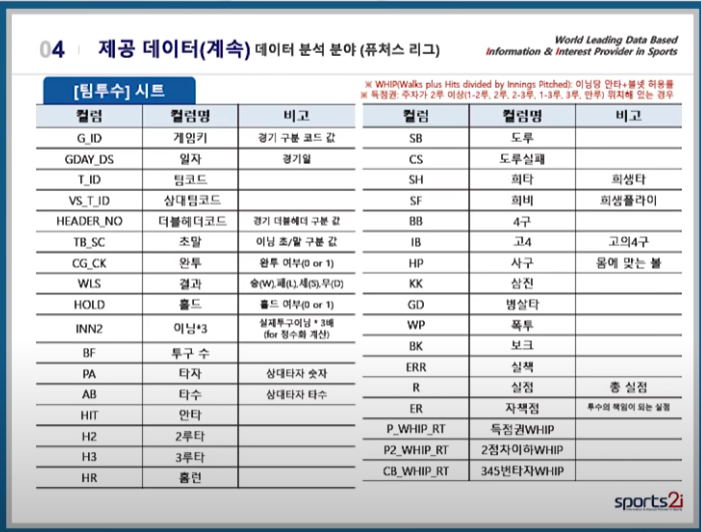 04 제공 데이터(계속) 데이터 분석 분야 (퓨처스 리그)
World Leading Data Based
Information & Interest Provider in Sports
[팀투수] 시트
※ WHIP(Walks plus Hits divided by Innings Pitched): 이닝당 안타+볼넷 허용률
※ 득점권: 주자가 2루 이상(1-2루, 2루, 2-3루, 1-3루, 3루, 만루) 위치해 있는 경우
컬럼 컬럼명 비고
G_ID 게임키 경기 구분 코드 값
GDAY_DS 일자 경기일
T_ID 팀코드
VS_T_ID 상대팀코드
HEADER_NO 더블헤더코드 경기 더블헤더 구분 값
TB_SC 초말 이닝 초/말 구분 값
CG_CK 완투 완투 여부(0 or 1)
WLS 결과 승(W),패(L),세(S),무(D)
HOLD 홀드 홀드 여부(0 or 1)
INN2 이닝*3 실제투구이닝 * 3배
(for 정수화 계산)
BF 투구 수
PA 타자 상대타자 숫자
AB 타수 상대타자 타수
HIT 안타
H2 2루타
H3 3루타
HR 홈런
컬럼 컬럼명 비고
SB 도루
CS 도루실패
SH 희타 희생타
SF 희비 희생플라이
BB 4구
IB 고4 고의4구
HP 사구 몸에 맞는 볼
KK 삼진
GD 병살타
WP 폭투
BK 보크
ERR 실책
R 실점 총 실점
ER 자책점 투수의 책임이 되는 실점
P_WHIP_RT 득점권WHIP
P2_WHIP_RT 2점차이하WHIP
CB_WHIP_RT 345번타자WHIP
sports2i